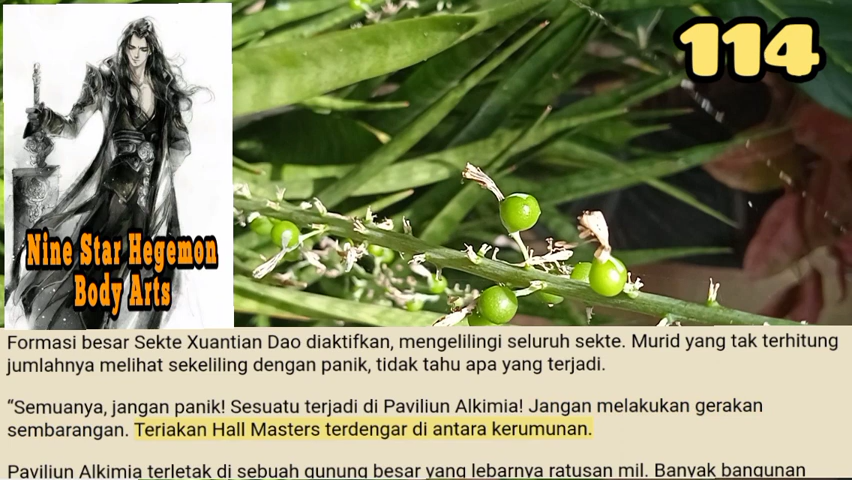 114
Nine Star Hegemon
Body Arts
Formasi besar Sekte Xuantian Dao diaktifkan, mengelilingi seluruh sekte. Murid yang tak terhitung
jumlahnya melihat sekeliling dengan panik, tidak tahu apa yang terjadi.
“Semuanya, jangan panik! Sesuatu terjadi di Paviliun Alkimia! Jangan melakukan gerakan
sembarangan. Teriakan Hall Masters terdengar di antara kerumunan.
Paviliun Alkimia terletak di sebuah gunung besar yang lebarnya ratusan mil. Banyak bangunan